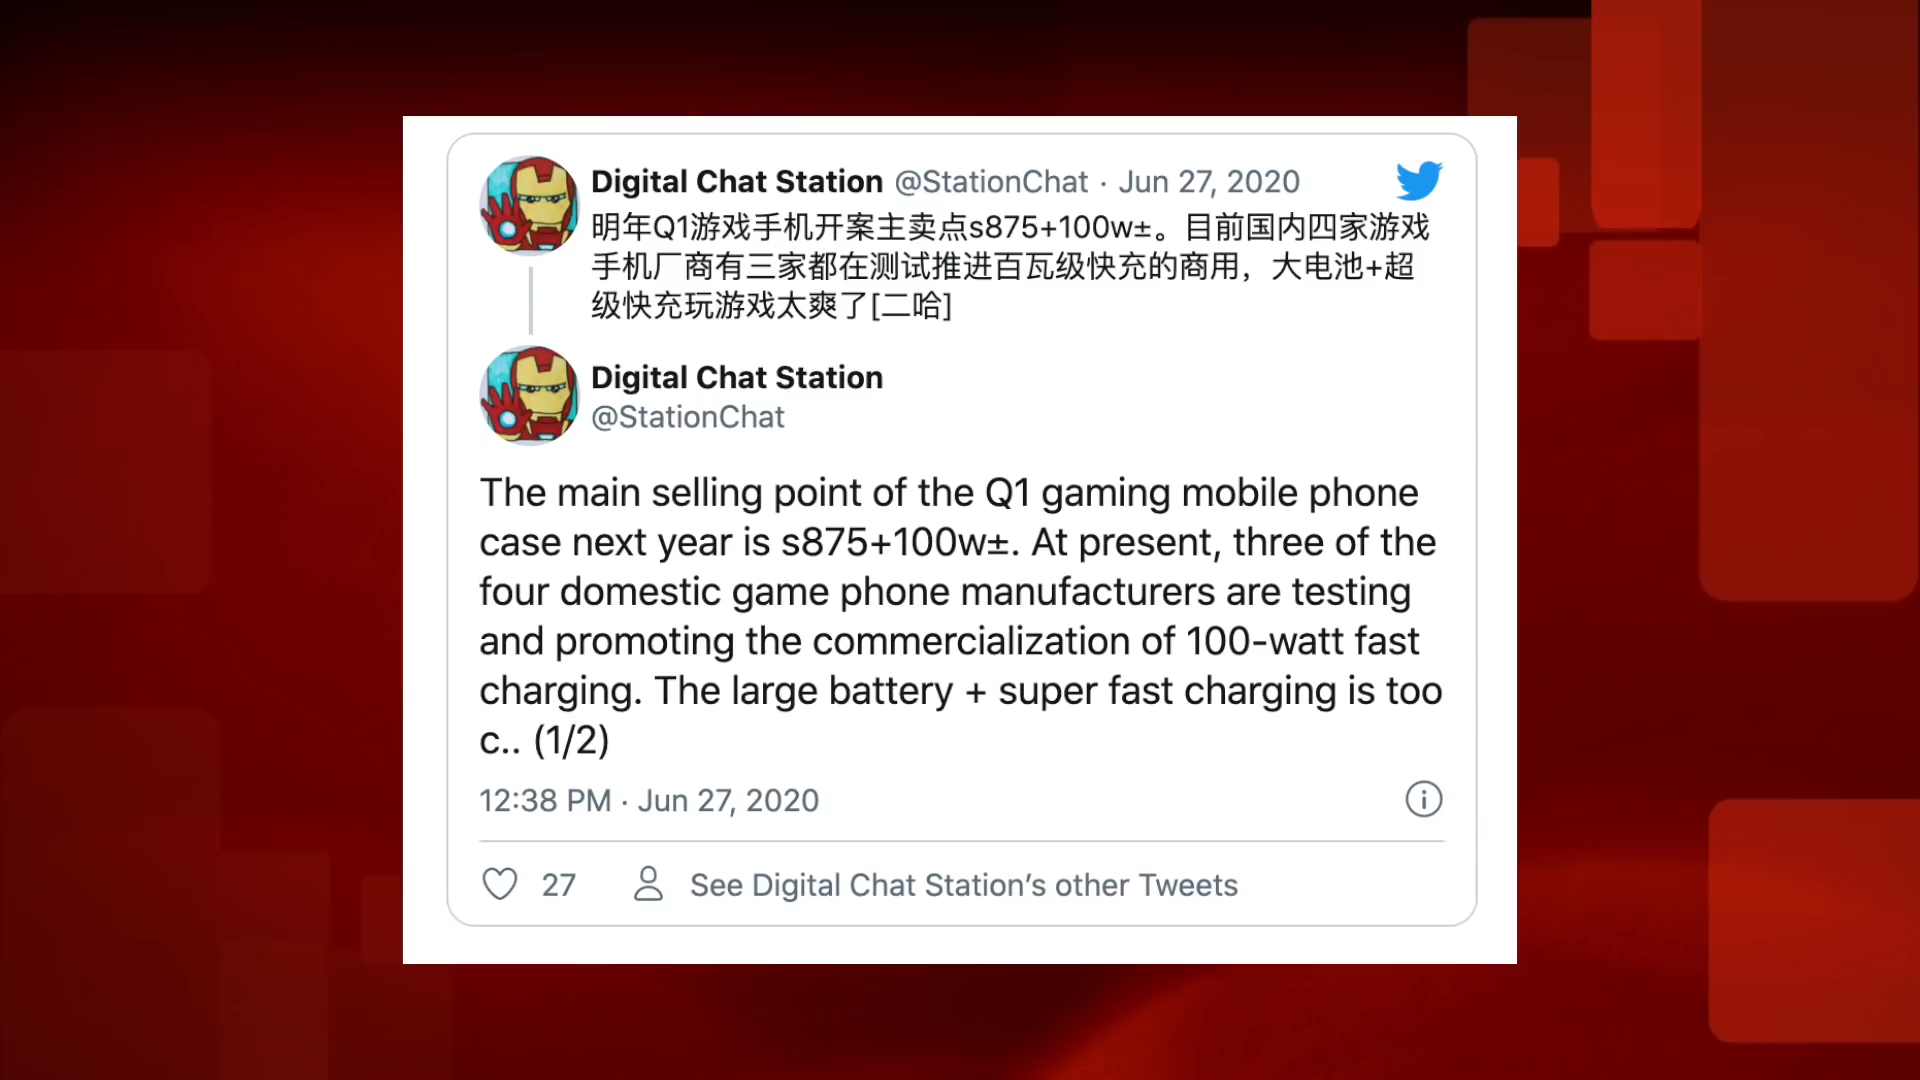 Digital Chat Station @StationChat · Jun 27, 2020
明年Q1游戏手机开案主卖点s875+100w±。目前国内四家游戏
手机厂商有三家都在测试推进百瓦级快充的商用，大电池+超
级快充玩游戏太爽了[二哈]
Digital Chat Station
@StationChat
The main selling point of the Q1 gaming mobile phone
case next year is s875+100w±. At present, three of the
four domestic game phone manufacturers are testing
and promoting the commercialization of 100-watt fast
charging. The large battery + super fast charging is too
c.. (1/2)
12:38 PM · Jun 27, 2020
27 See Digital Chat Station’s other Tweets